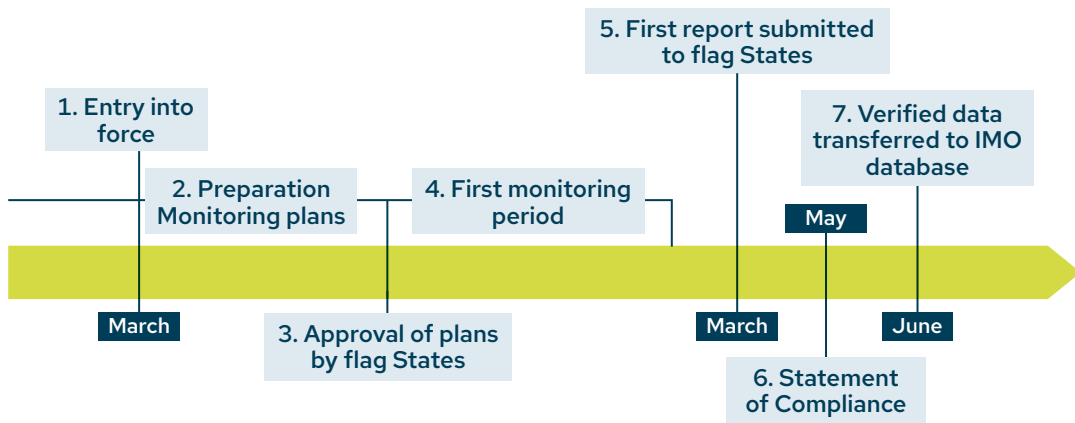 1. Entry into
force
2. Preparation
Monitoring plans
3. Approval of plans
by flag States
4. First monitoring
period
5. First report submitted
to flag States
6. Statement
of Compliance
7. Verified data
transferred to IMO
database
March
March
May
June